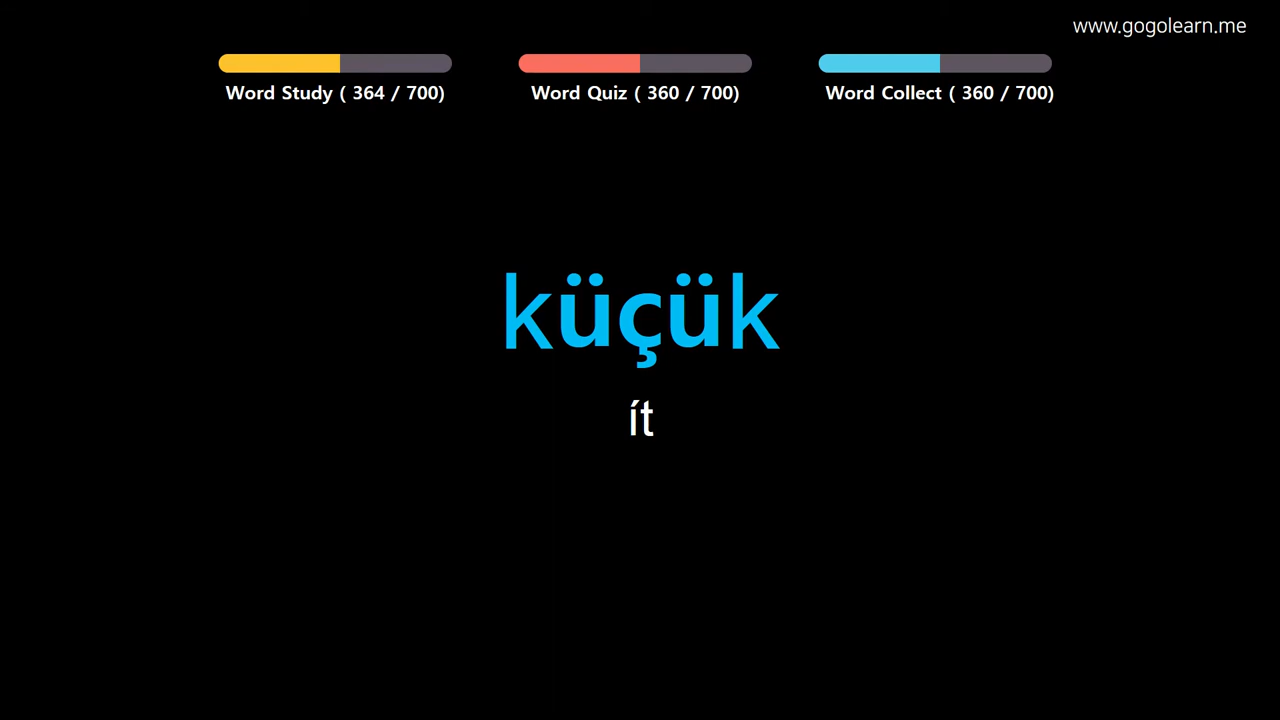 www.gogolearn.me
Word Study ( 364 / 700)
Word Quiz ( 360 / 700)
Word Collect ( 360 / 700)
küçük
ít